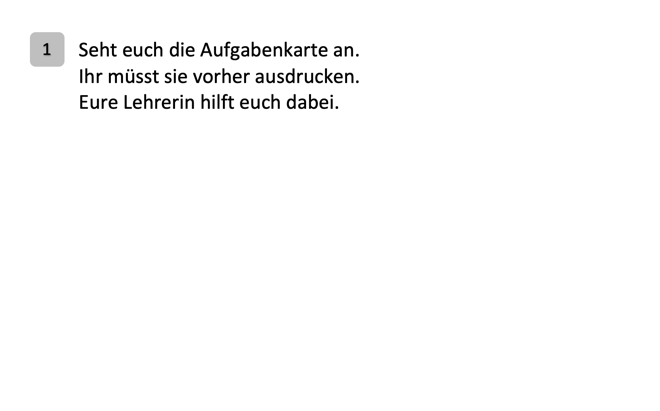 1 Seht euch die Aufgabenkarte an.
Ihr müsst sie vorher ausdrucken.
Eure Lehrerin hilft euch dabei.